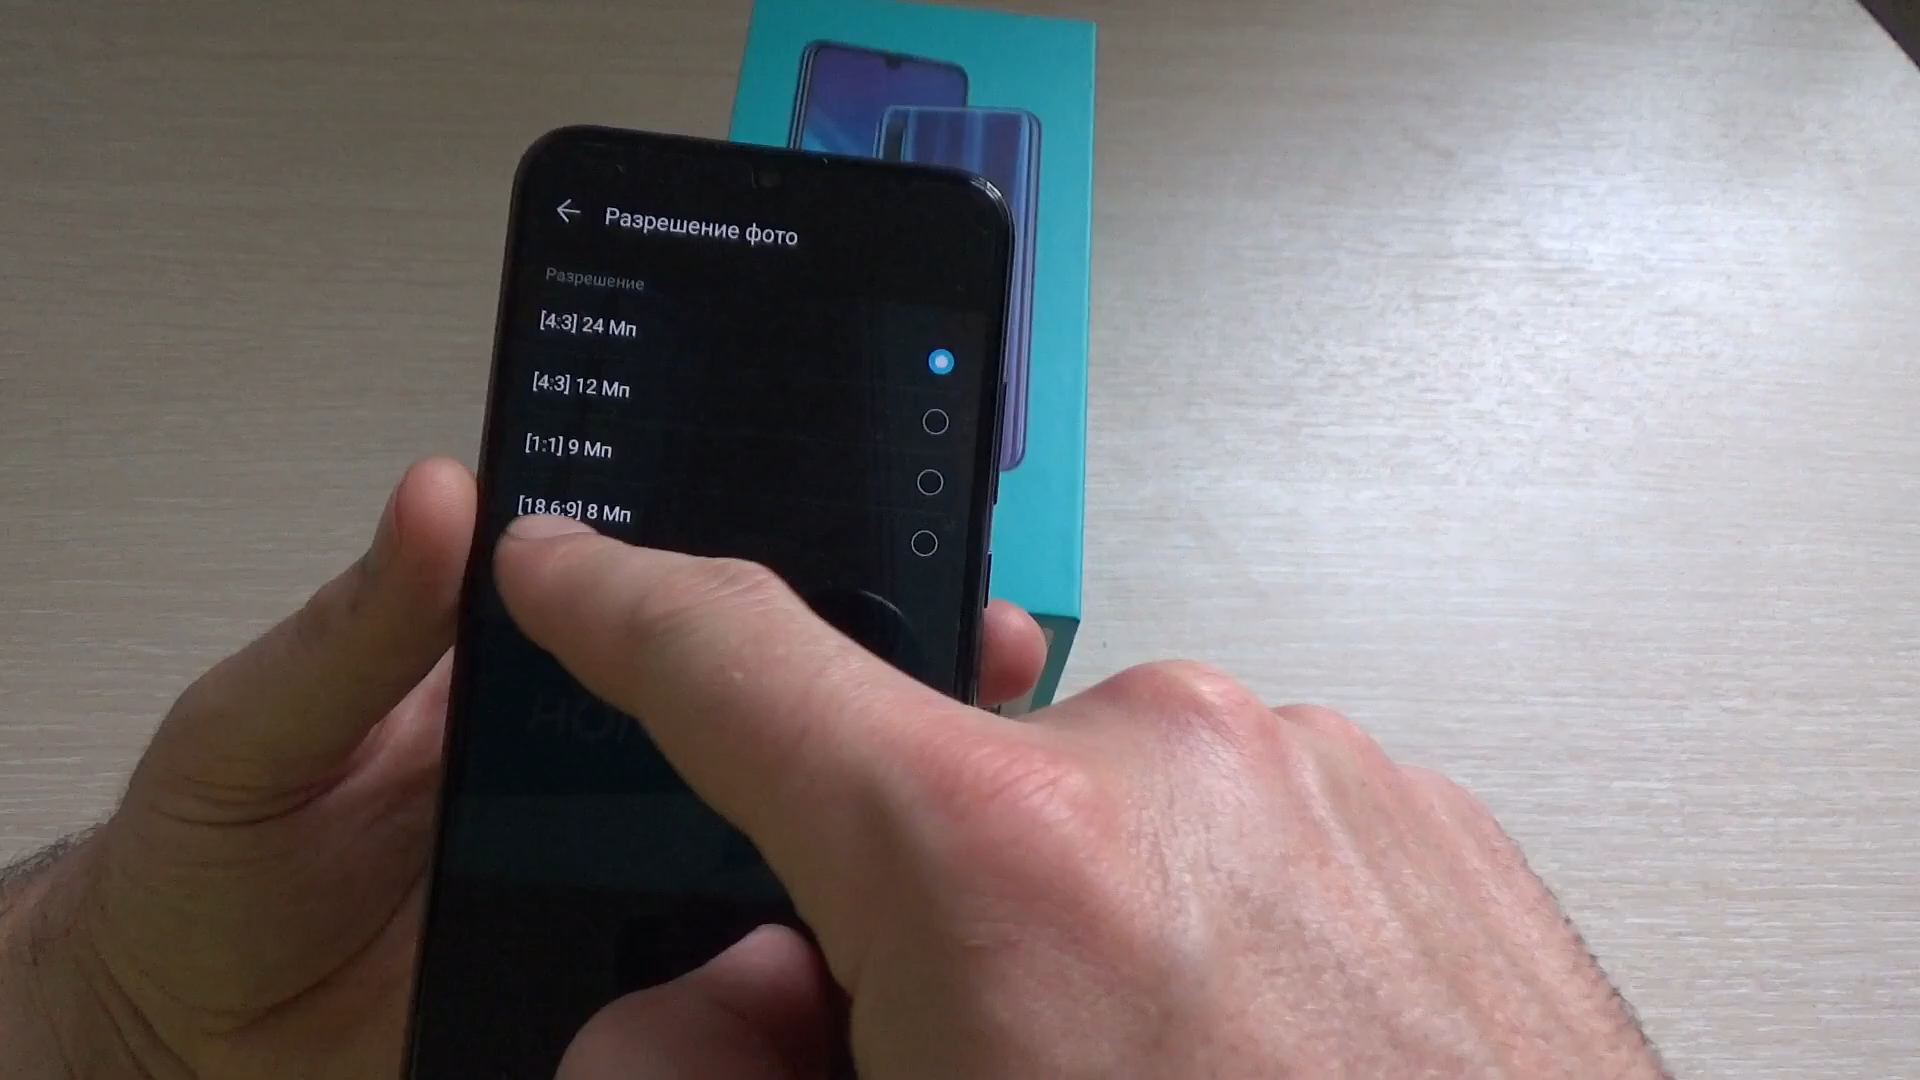 Разрешение фото
Разрешение
[4:3] 24 Мп
[4:3] 12 Мп
[1:1] 9 Мп
[18.6:9] 8 Мп